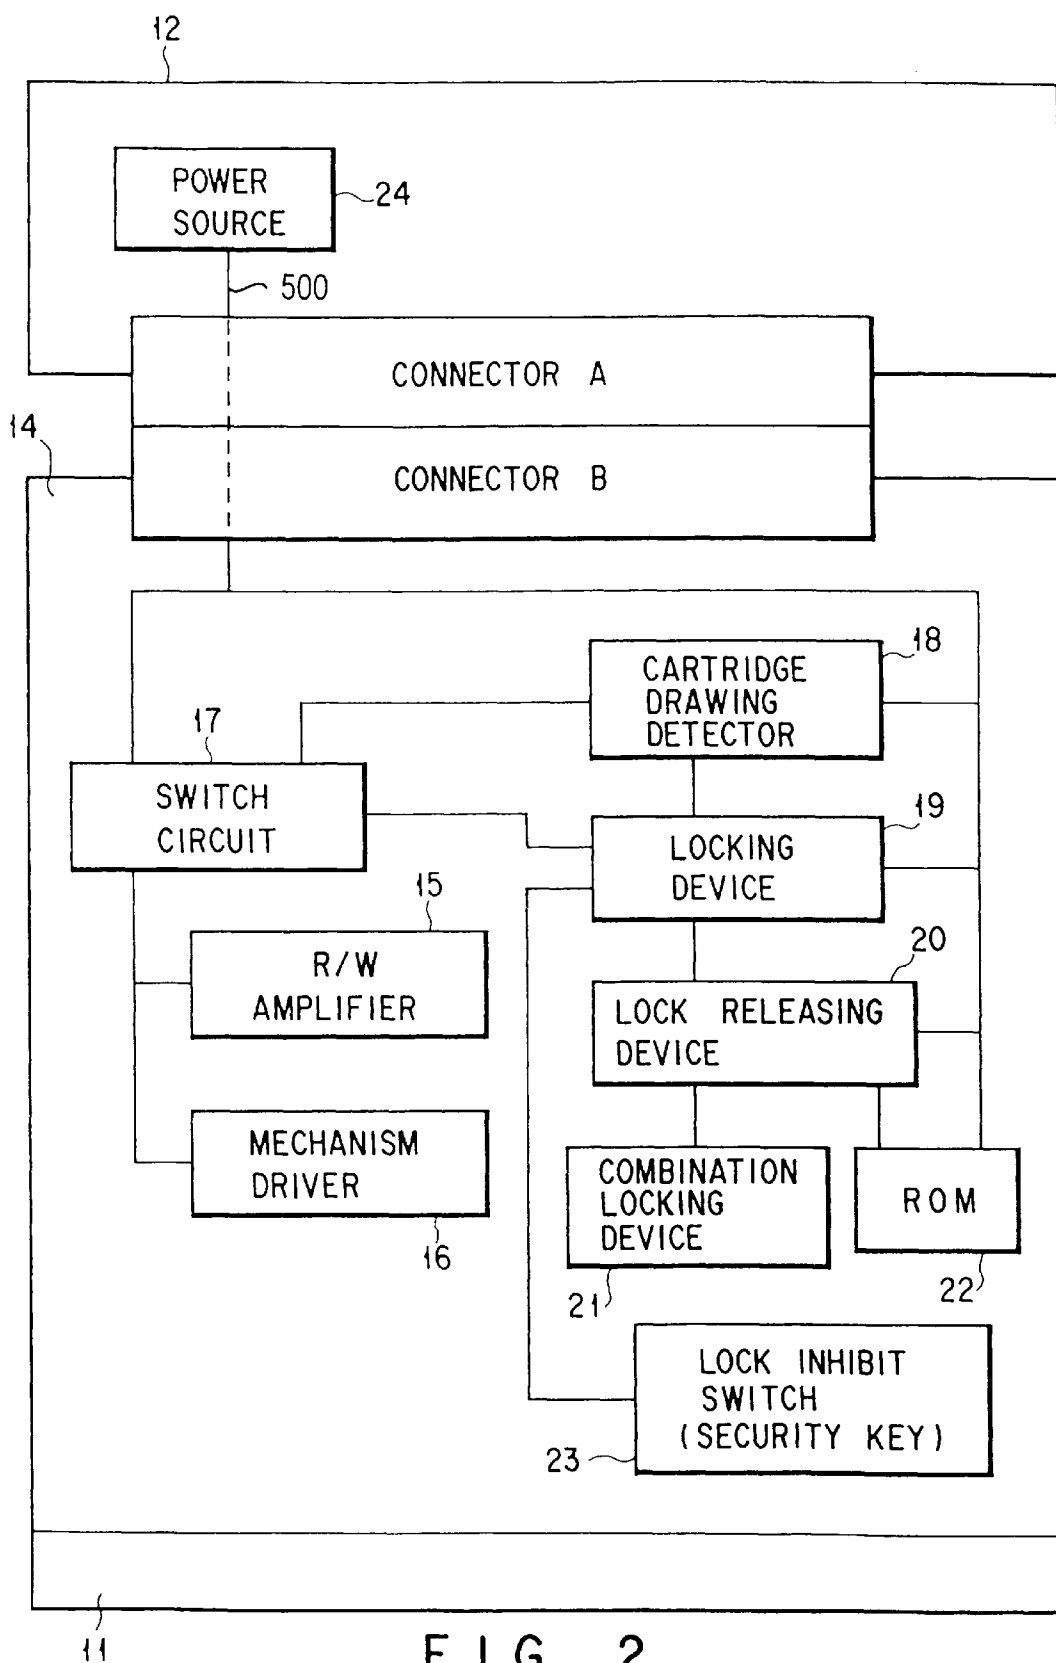 12
POWER
SOURCE
24
500
CONNECTOR A
14
CONNECTOR B
18
CARTRIDGE
DRAWING
DETECTOR
17
SWITCH
CIRCUIT
19
LOCKING
DEVICE
15
R/W
AMPLIFIER
20
LOCK RELEASING
DEVICE
MECHANISM
DRIVER
16
COMBINATION
LOCKING
DEVICE
21
ROM
22
LOCK INHIBIT
SWITCH
(SECURITY KEY)
23
11
FIG. 2